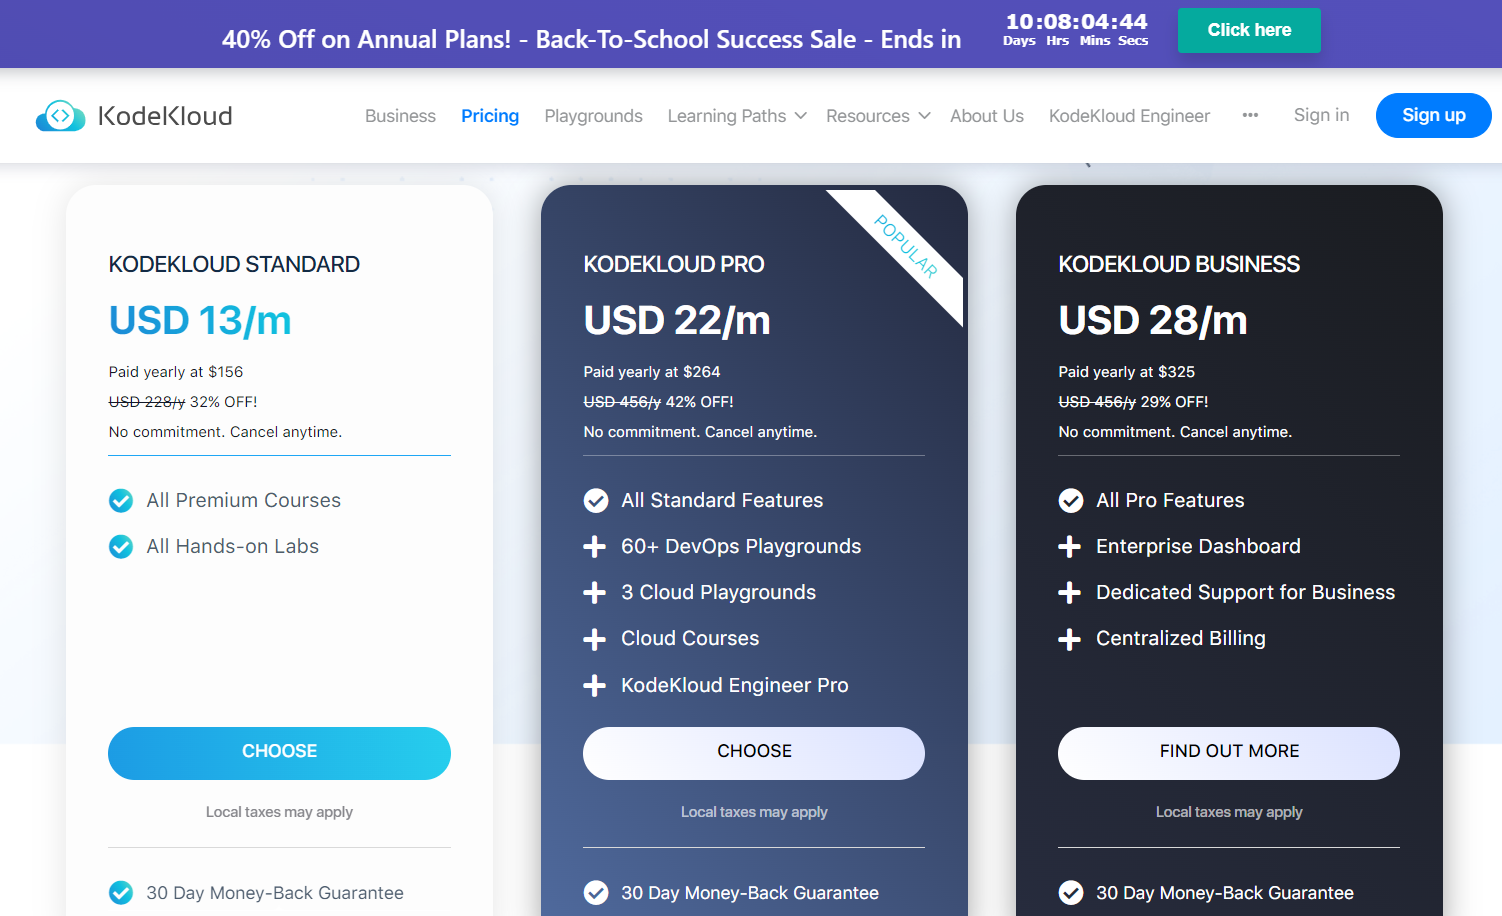 40% Off on Annual Plans! - Back-To-School Success Sale - Ends in
10:08:04:44
Days Hrs Mins Secs
Click here
KodeKloud
Business Pricing Playgrounds Learning Paths Resources About Us KodeKloud Engineer ••• Sign in Sign up
KODEKLOUD STANDARD
USD 13/m
Paid yearly at $156
USD 228/y 32% OFF!
No commitment. Cancel anytime.
All Premium Courses
All Hands-on Labs
CHOOSE
Local taxes may apply
30 Day Money-Back Guarantee
POPULAR
KODEKLOUD PRO
USD 22/m
Paid yearly at $264
USD 456/y 42% OFF!
No commitment. Cancel anytime.
All Standard Features
60+ DevOps Playgrounds
3 Cloud Playgrounds
Cloud Courses
KodeKloud Engineer Pro
CHOOSE
Local taxes may apply
30 Day Money-Back Guarantee
KODEKLOUD BUSINESS
USD 28/m
Paid yearly at $325
USD 456/y 29% OFF!
No commitment. Cancel anytime.
All Pro Features
Enterprise Dashboard
Dedicated Support for Business
Centralized Billing
FIND OUT MORE
Local taxes may apply
30 Day Money-Back Guarantee